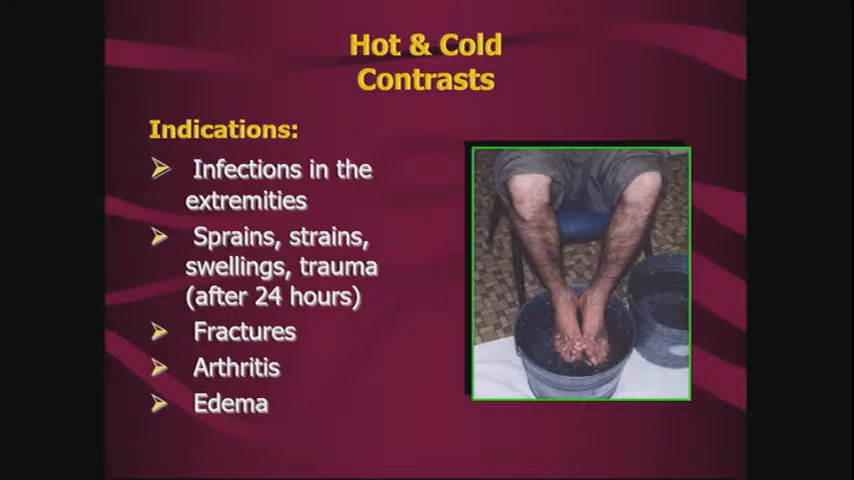 Hot & Cold
Contrasts
Indications:
Infections in the
extremities
Sprains, strains,
swellings, trauma
(after 24 hours)
Fractures
Arthritis
Edema